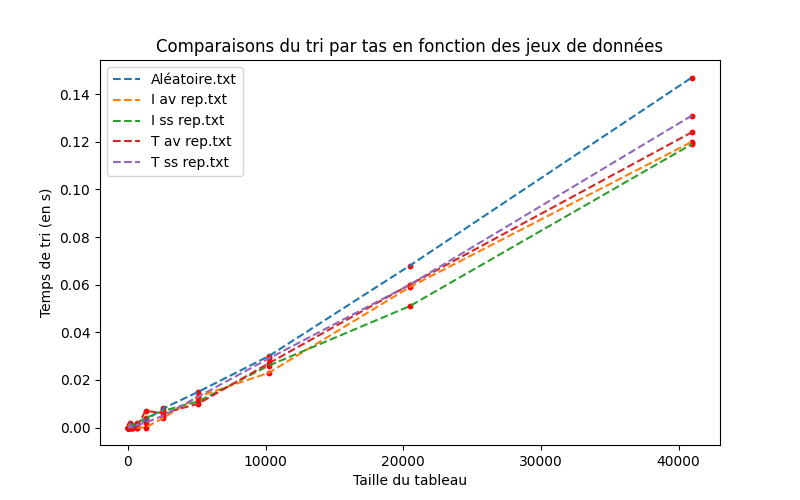 Comparaisons du tri par tas en fonction des jeux de données
Aléatoire.txt
I av rep.txt
I ss rep.txt
T av rep.txt
T ss rep.txt
Temps de tri (en s)
0.14
0.12
0.10
0.08
0.06
0.04
0.02
0.00
0 10000 20000 30000 40000
Taille du tableau